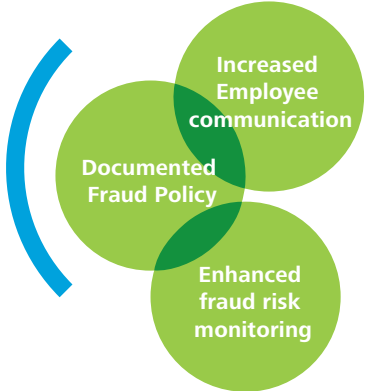 Increased
Employee
communication
Documented
Fraud Policy
Enhanced
fraud risk
monitoring